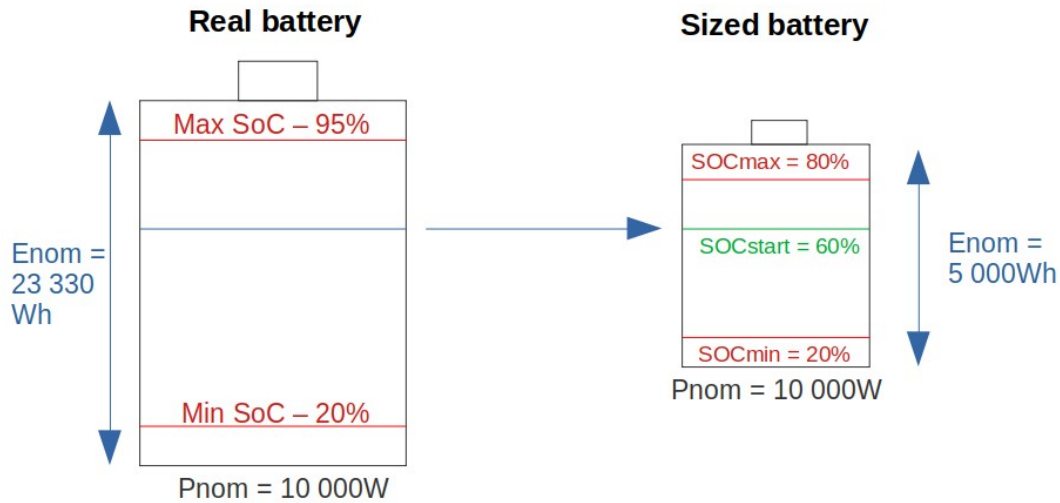 Real battery
Sized battery
Max SoC – 95%
SOCmax = 80%
SOCstart = 60%
Enom =
23 330
Wh
Enom =
5 000Wh
SOCmin = 20%
Min SoC – 20%
Pnom = 10 000W
Pnom = 10 000W